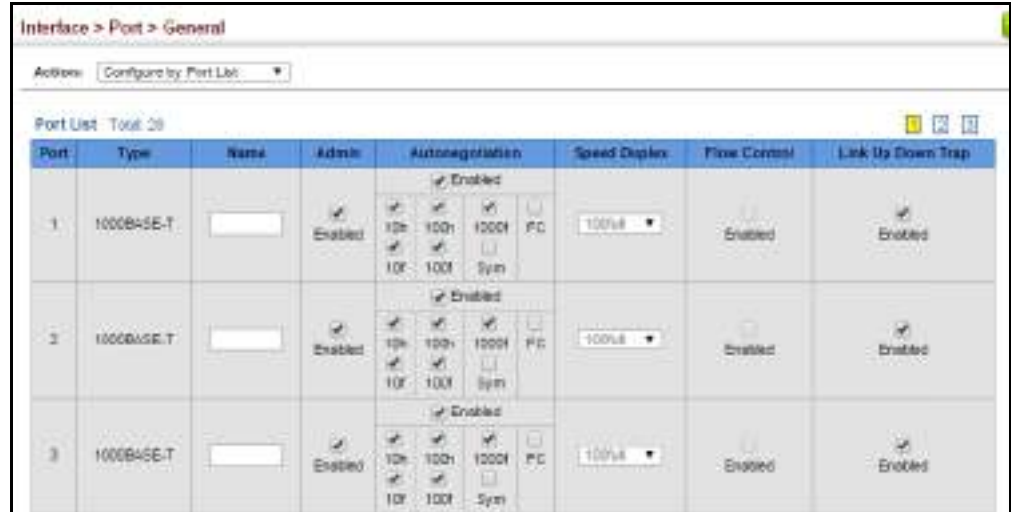 Interface > Port > General
Action: Configure by Port List
Port List Total: 28
1 2 3
Port Type Name Admin Autonegotiation Speed Duplex Flow Control Link Up Down Trap
Enabled
1 1000BASE-T Enabled 10h 100h 1000f FC 100full Enabled Enabled
10f 100f Sym
Enabled
2 1000BASE-T Enabled 10h 100h 1000f FC 100full Enabled Enabled
10f 100f Sym
Enabled
3 1000BASE-T Enabled 10h 100h 1000f FC 100full Enabled Enabled
10f 100f Sym